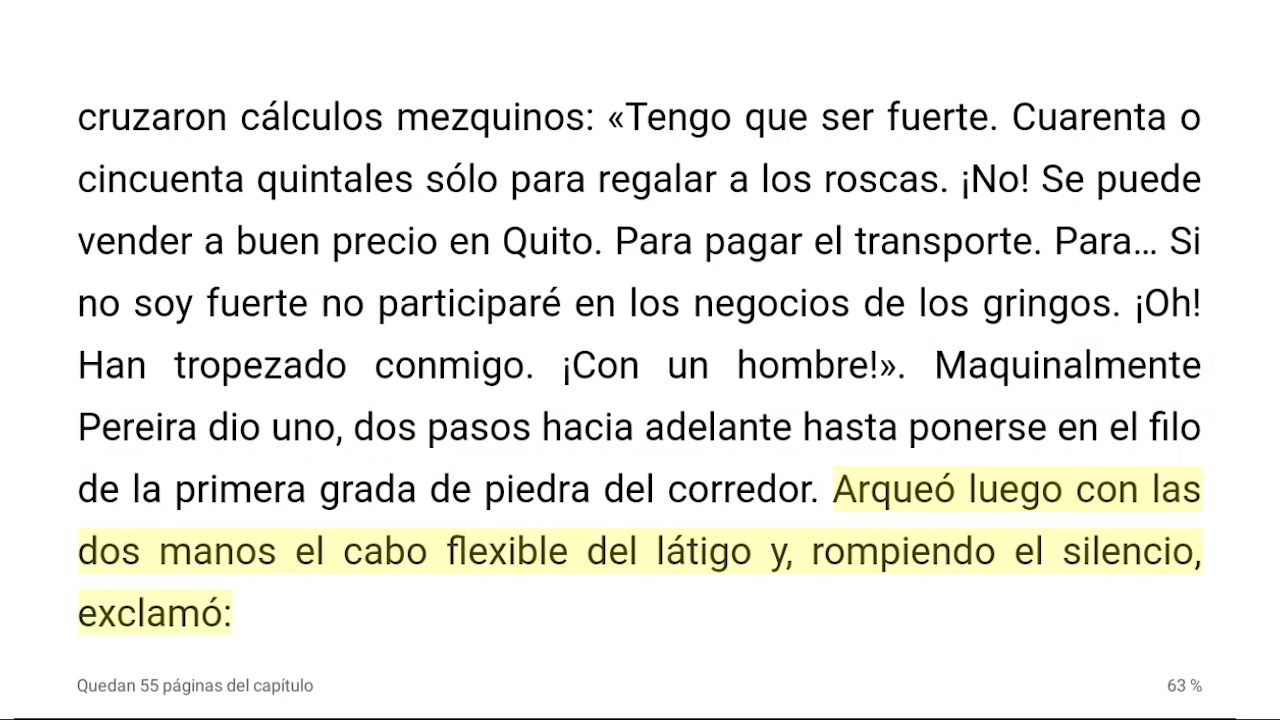 cruzaron cálculos mezquinos: «Tengo que ser fuerte. Cuarenta o
cincuenta quintales sólo para regalar a los roscas. ¡No! Se puede
vender a buen precio en Quito. Para pagar el transporte. Para… Si
no soy fuerte no participaré en los negocios de los gringos. ¡Oh!
Han tropezado conmigo. ¡Con un hombre!». Maquinalmente
Pereira dio uno, dos pasos hacia adelante hasta ponerse en el filo
de la primera grada de piedra del corredor. Arqueó luego con las
dos manos el cabo flexible del látigo y, rompiendo el silencio,
exclamó:
Quedan 55 páginas del capítulo
63 %